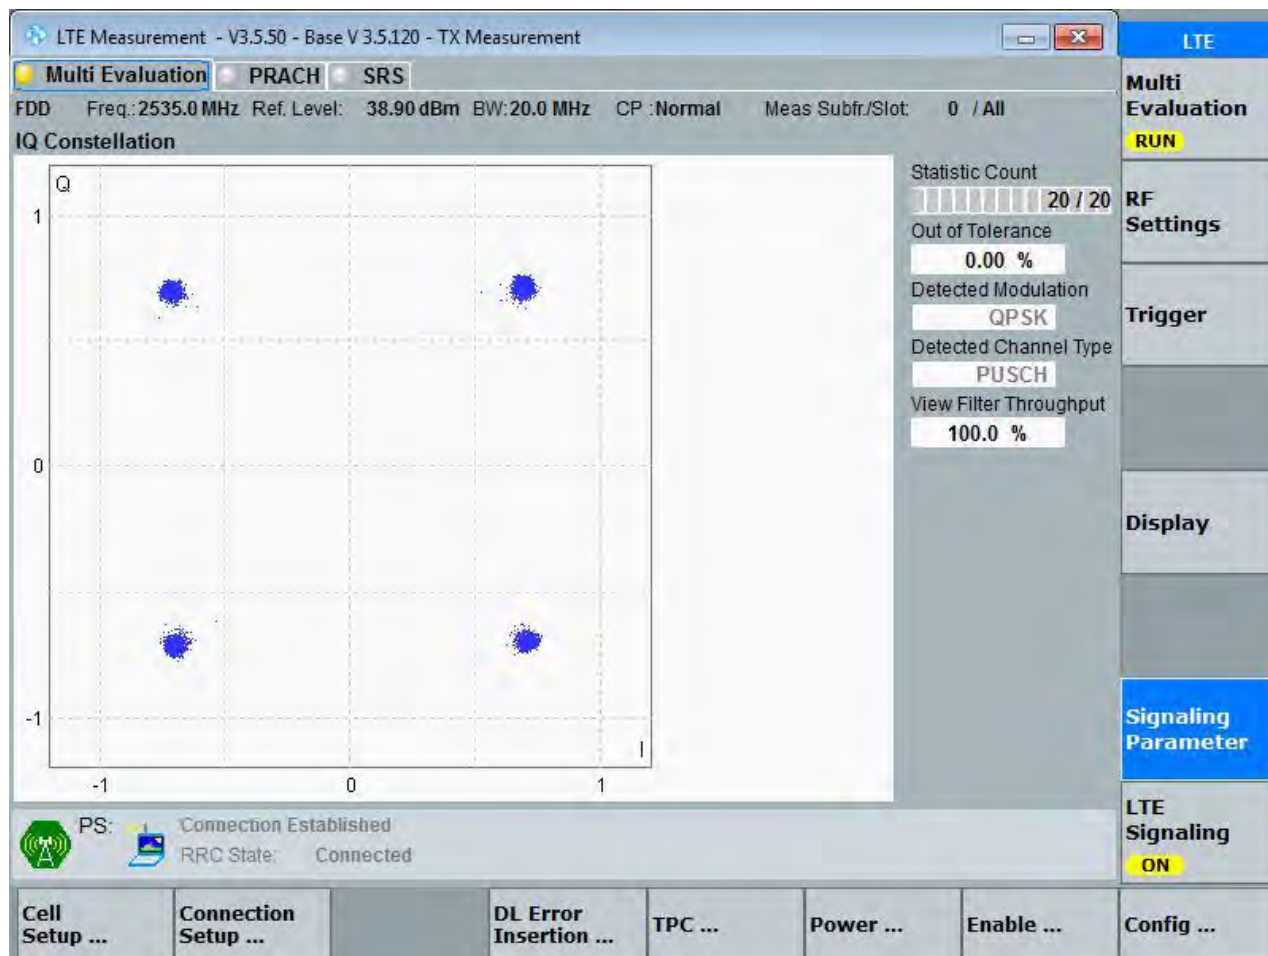 LTE Measurement - V3.5.50 - Base V 3.5.120 - TX Measurement
LTE
Multi Evaluation PRACH SRS
FDD Freq.: 2535.0 MHz Ref. Level: 38.90 dBm BW: 20.0 MHz CP : Normal Meas Subfr./Slot: 0 / All
IQ Constellation
Q
1
0
-1
-1 0 1
I
Statistic Count
20 / 20
Out of Tolerance
0.00 %
Detected Modulation
QPSK
Detected Channel Type
PUSCH
View Filter Throughput
100.0 %
Multi
Evaluation
RUN
RF
Settings
Trigger
Display
Signaling
Parameter
LTE
Signaling
ON
PS: Connection Established
RRC State: Connected
Cell
Setup ...
Connection
Setup ...
DL Error
Insertion ...
TPC ...
Power ...
Enable ...
Config ...